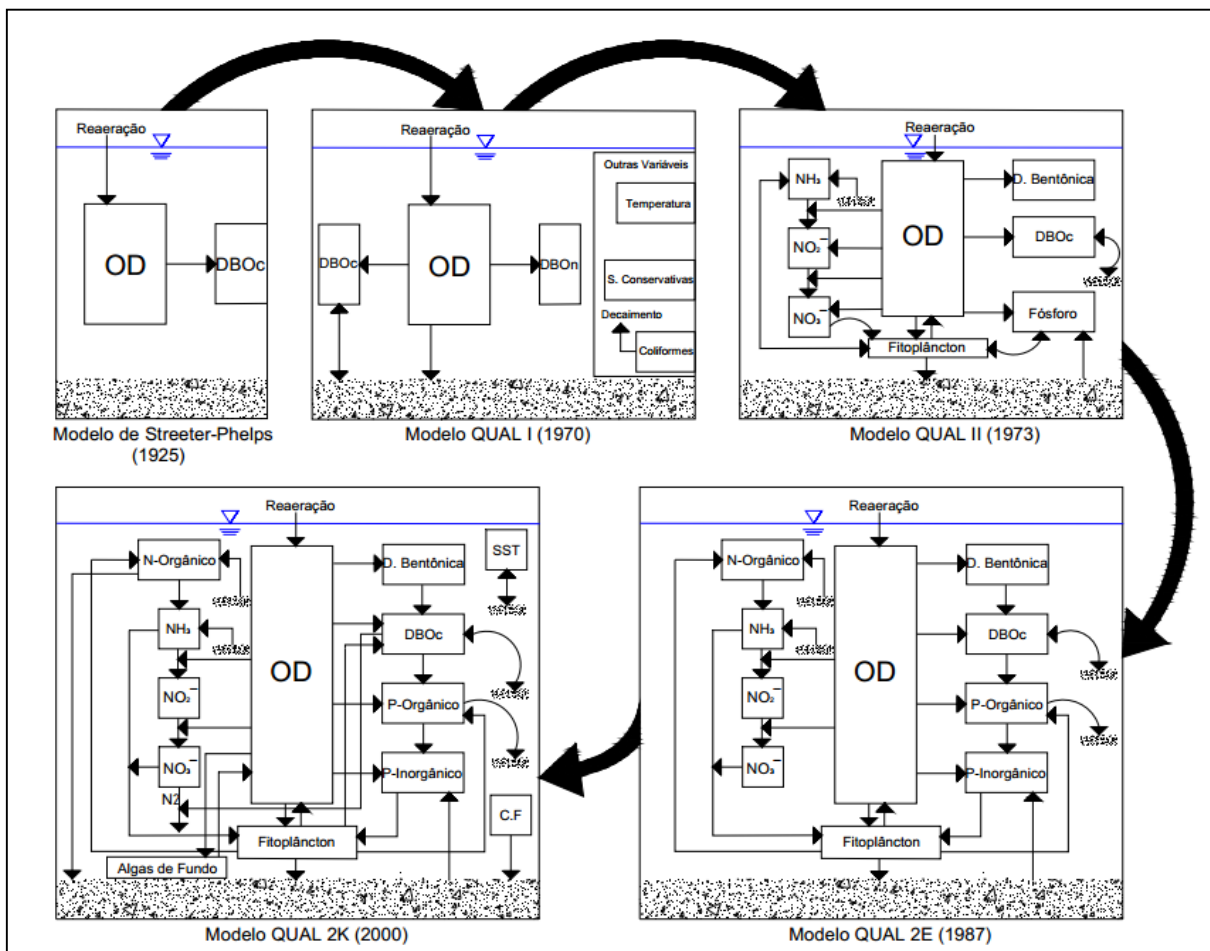 Reaeração
OD
DBOc
Modelo de Streeter-Phelps
(1925)
Reaeração
DBOc
OD
DBOn
Outras Variáveis
Temperatura
S. Conservativas
Decaimento
Coliformes
Modelo QUAL I (1970)
Reaeração
NH₃
NO₂⁻
NO₃⁻
OD
D. Bentônica
DBOc
Fósforo
Fitoplâncton
Modelo QUAL II (1973)
Reaeração
N-Orgânico
NH₃
NO₂⁻
NO₃⁻
N2
OD
D. Bentônica
DBOc
P-Orgânico
P-Inorgânico
SST
C.F
Fitoplâncton
Algas de Fundo
Modelo QUAL 2K (2000)
Reaeração
N-Orgânico
NH₃
NO₂⁻
NO₃⁻
OD
D. Bentônica
DBOc
P-Orgânico
P-Inorgânico
Fitoplâncton
Modelo QUAL 2E (1987)